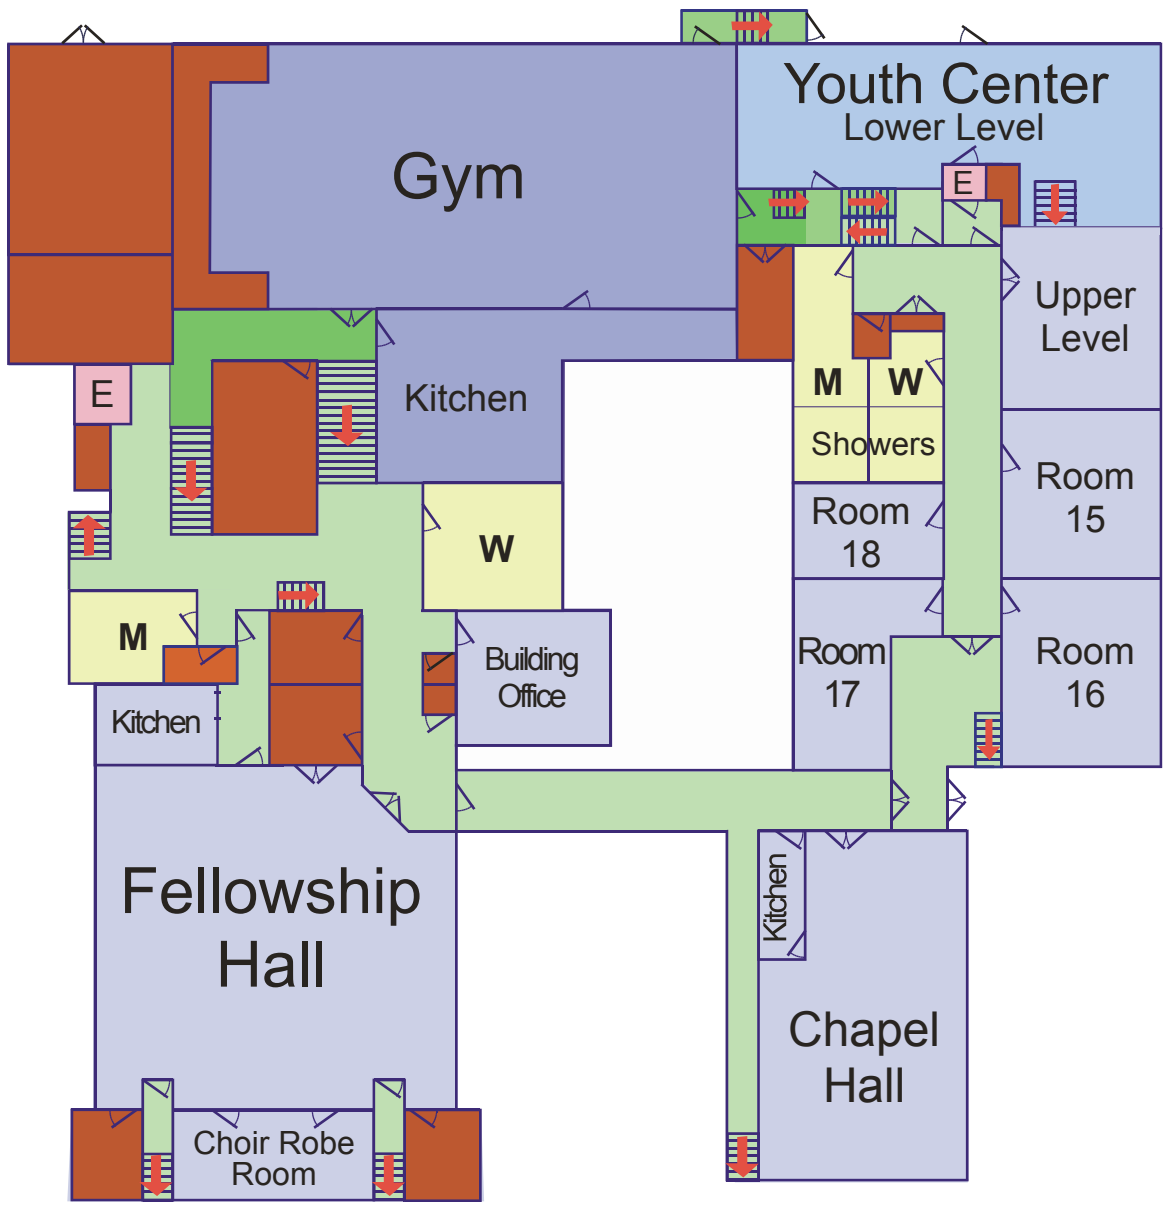 Youth Center
Lower Level
Gym
E
Upper
Level
E
Kitchen
M
W
Showers
Room
15
Room
18
W
M
Building
Office
Room
17
Room
16
Kitchen
Kitchen
Fellowship
Hall
Chapel
Hall
Choir Robe
Room